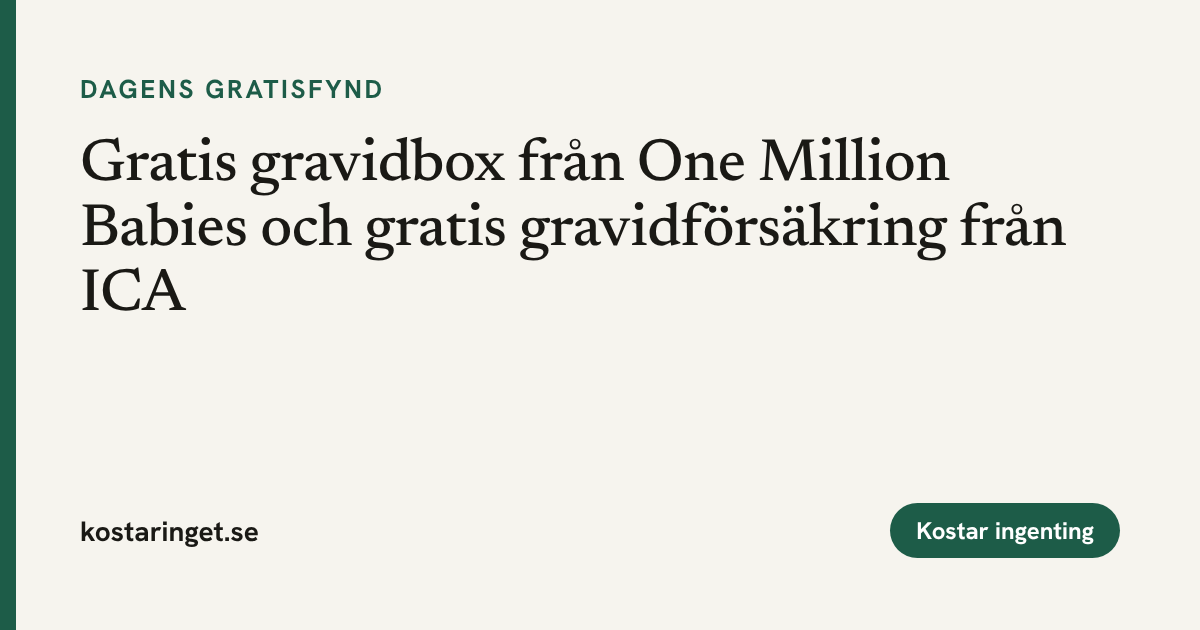 DAGENS GRATISFYND
Gratis gravidbox från One Million
Babies och gratis gravidförsäkring från
ICA
kostaringet.se
Kostar ingenting